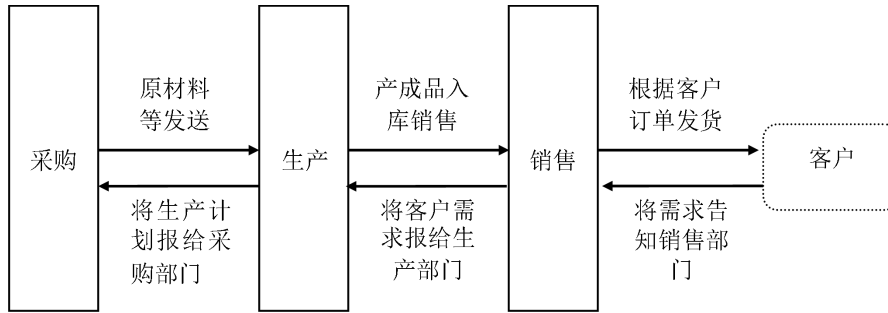 采购
原材料
等发送
将生产计
划报给采
购部门
生产
产成品入
库销售
将客户需
求报给生
产部门
销售
根据客户
订单发货
将需求告
知销售部
门
客户